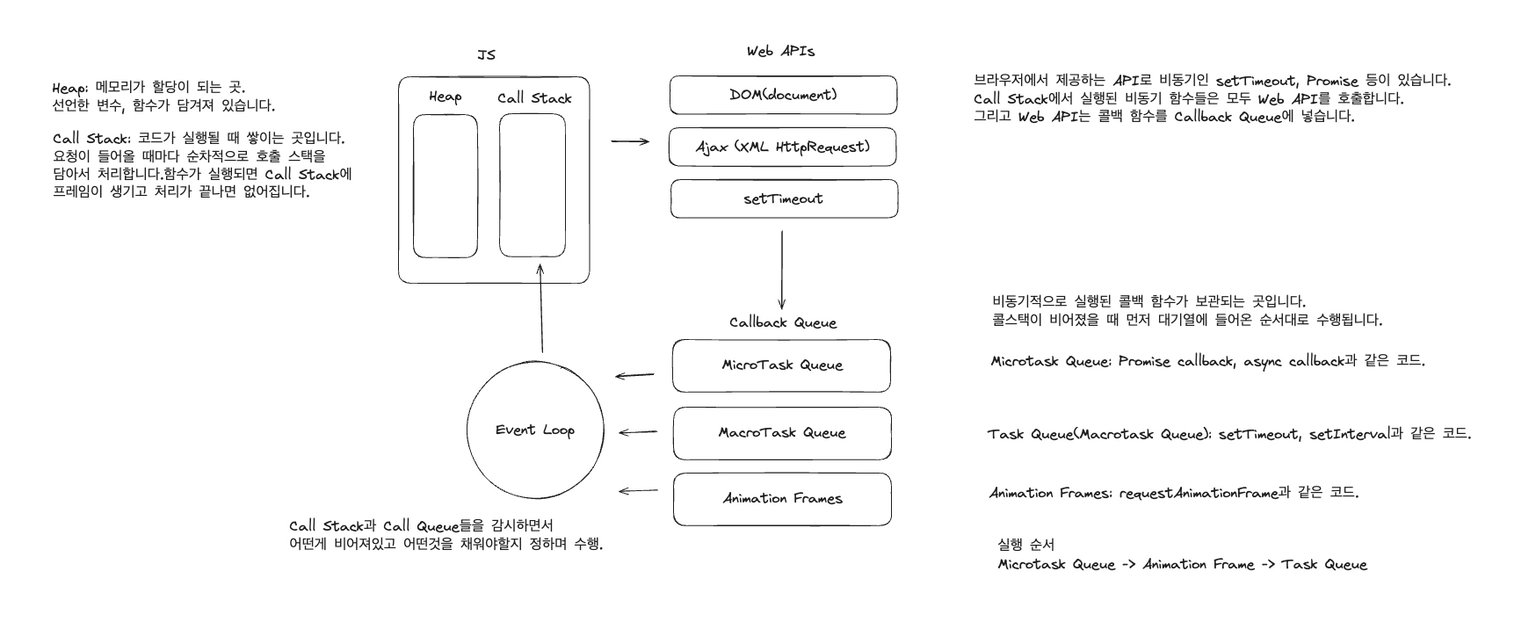 JS
Web APIs
Heap: 메모리가 할당이 되는 곳.
선언한 변수, 함수가 담겨져 있습니다.
Call Stack: 코드가 실행될 때 쌓이는 곳입니다.
요청이 들어올 때마다 순차적으로 호출 스택을
담아서 처리합니다.함수가 실행되면 Call Stack에
프레임이 생기고 처리가 끝나면 없어집니다.
Heap
Call Stack
DOM(document)
Ajax (XML HttpRequest)
setTimeout
브라우저에서 제공하는 API로 비동기인 setTimeout, Promise 등이 있습니다.
Call Stack에서 실행된 비동기 함수들은 모두 Web API를 호출합니다.
그리고 Web API는 콜백 함수를 Callback Queue에 넣습니다.
Callback Queue
MicroTask Queue
MacroTask Queue
Animation Frames
Event Loop
비동기적으로 실행된 콜백 함수가 보관되는 곳입니다.
콜스택이 비어졌을 때 먼저 대기열에 들어온 순서대로 수행됩니다.
Microtask Queue: Promise callback, async callback과 같은 코드.
Task Queue(Macrotask Queue): setTimeout, setInterval과 같은 코드.
Animation Frames: requestAnimationFrame과 같은 코드.
Call Stack과 Call Queue들을 감시하면서
어떤게 비어져있고 어떤것을 채워야할지 정하며 수행.
실행 순서
Microtask Queue -> Animation Frame -> Task Queue